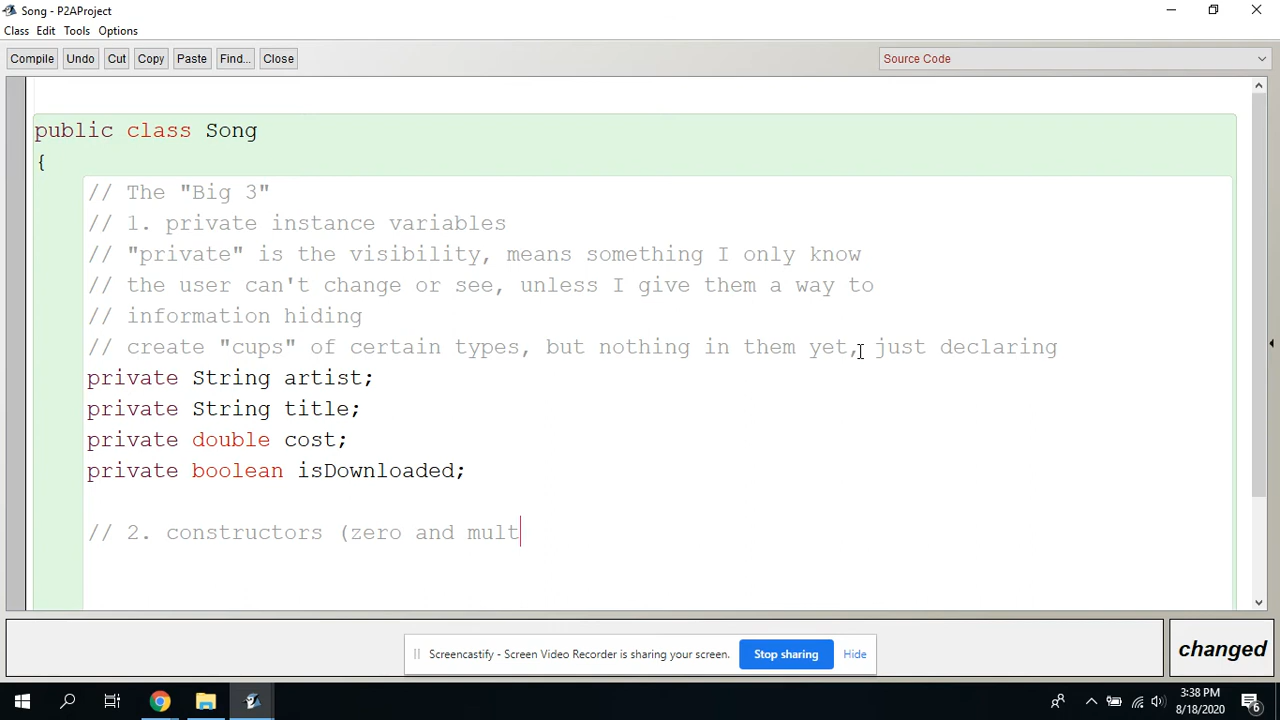 Song - P2AProject
Class Edit Tools Options
Compile Undo Cut Copy Paste Find... Close Source Code
public class Song
{
// The "Big 3"
// 1. private instance variables
// "private" is the visibility, means something I only know
// the user can't change or see, unless I give them a way to
// information hiding
// create "cups" of certain types, but nothing in them yet, just declaring
private String artist;
private String title;
private double cost;
private boolean isDownloaded;
// 2. constructors (zero and mult
Screencastify - Screen Video Recorder is sharing your screen. Stop sharing Hide
changed
3:38 PM
8/18/2020
6